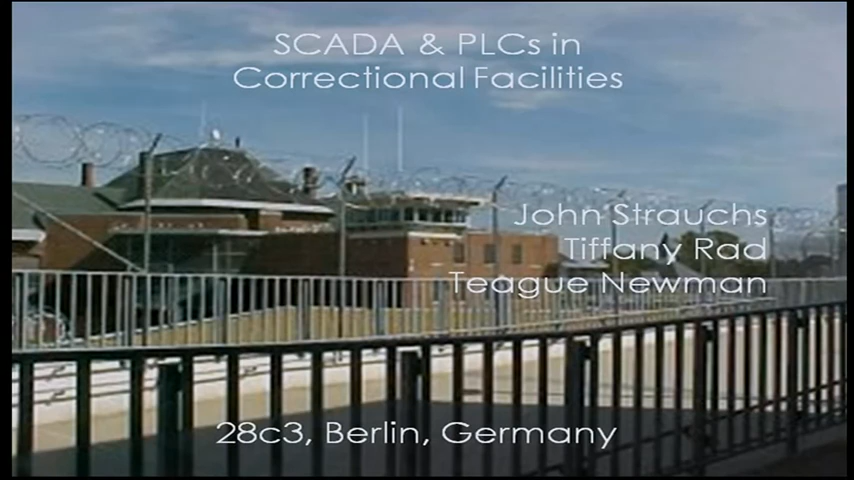 SCADA & PLCs in
Correctional Facilities
John Strauchs
Tiffany Rad
Teague Newman
28c3, Berlin, Germany